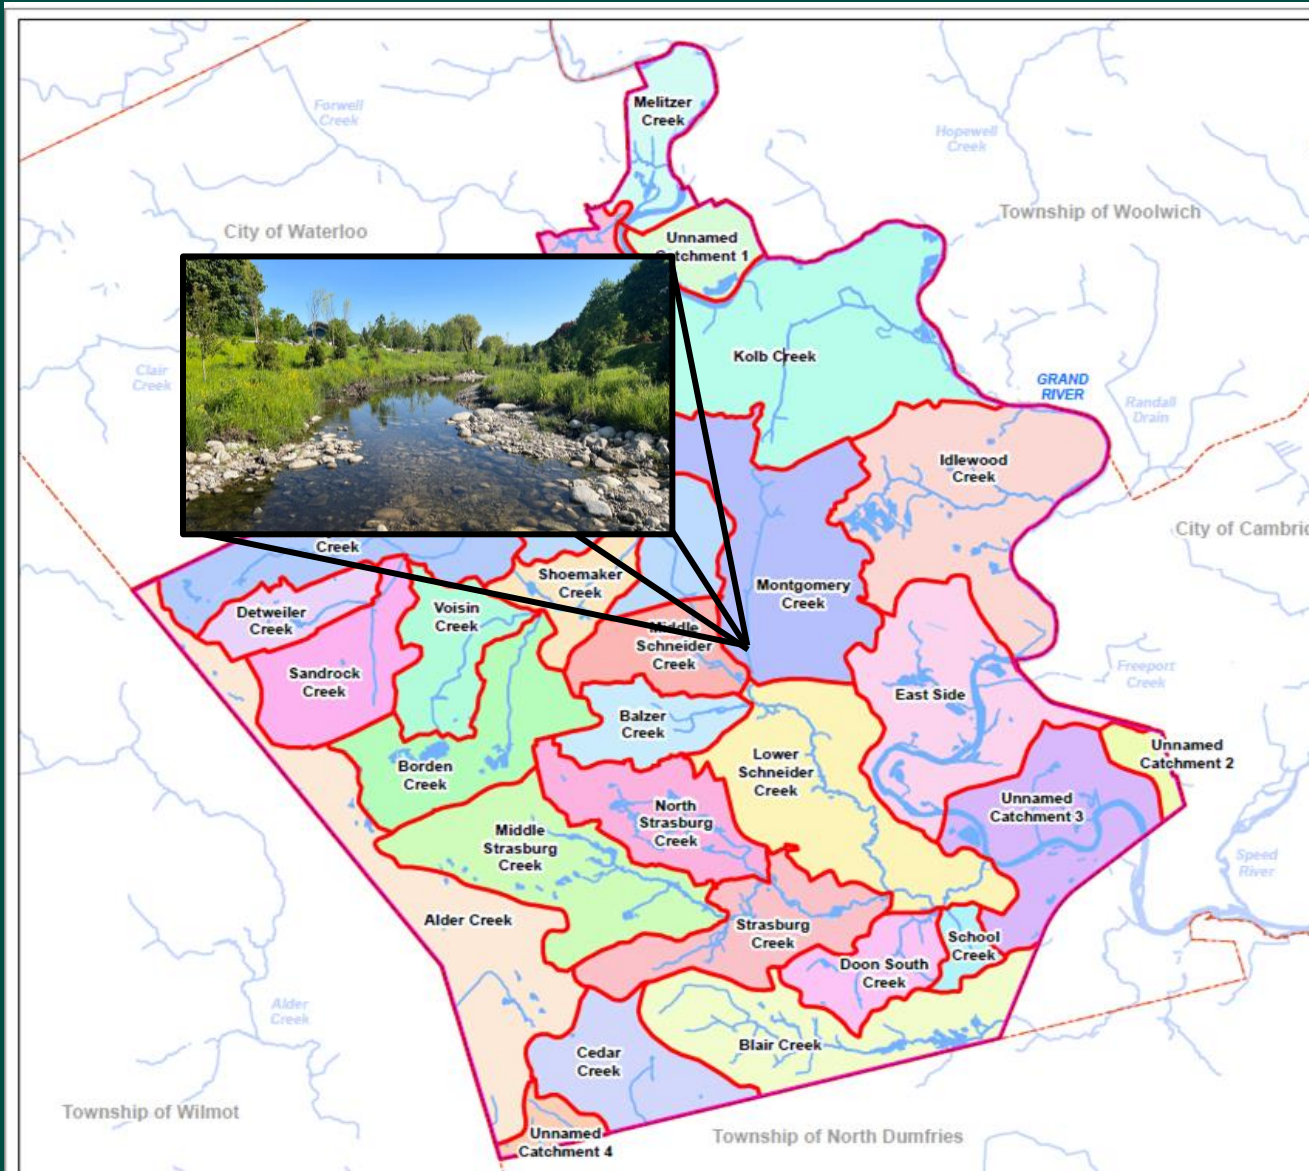 Melitzer
Creek
Forwell
Creek
Hopewell
Creek
Township of Woolwich
City of Waterloo
Unnamed
Catchment 1
Kolb Creek
Clair
Creek
GRAND
RIVER
Randall
Drain
Idlewood
Creek
City of Cambrid
Creek
Shoemaker
Creek
Montgomery
Creek
Detweiler
Creek
Voisin
Creek
Middle
Schneider
Creek
Sandrock
Creek
Freeport
Creek
East Side
Balzer
Creek
Unnamed
Catchment 2
Lower
Schneider
Creek
Borden
Creek
Unnamed
Catchment 3
North
Strasburg
Creek
Middle
Strasburg
Creek
Speed
River
Alder Creek
Strasburg
Creek
School
Creek
Doon South
Creek
Alder
Creek
Blair Creek
Cedar
Creek
Township of Wilmot
Unnamed
Catchment 4
Township of North Dumfries